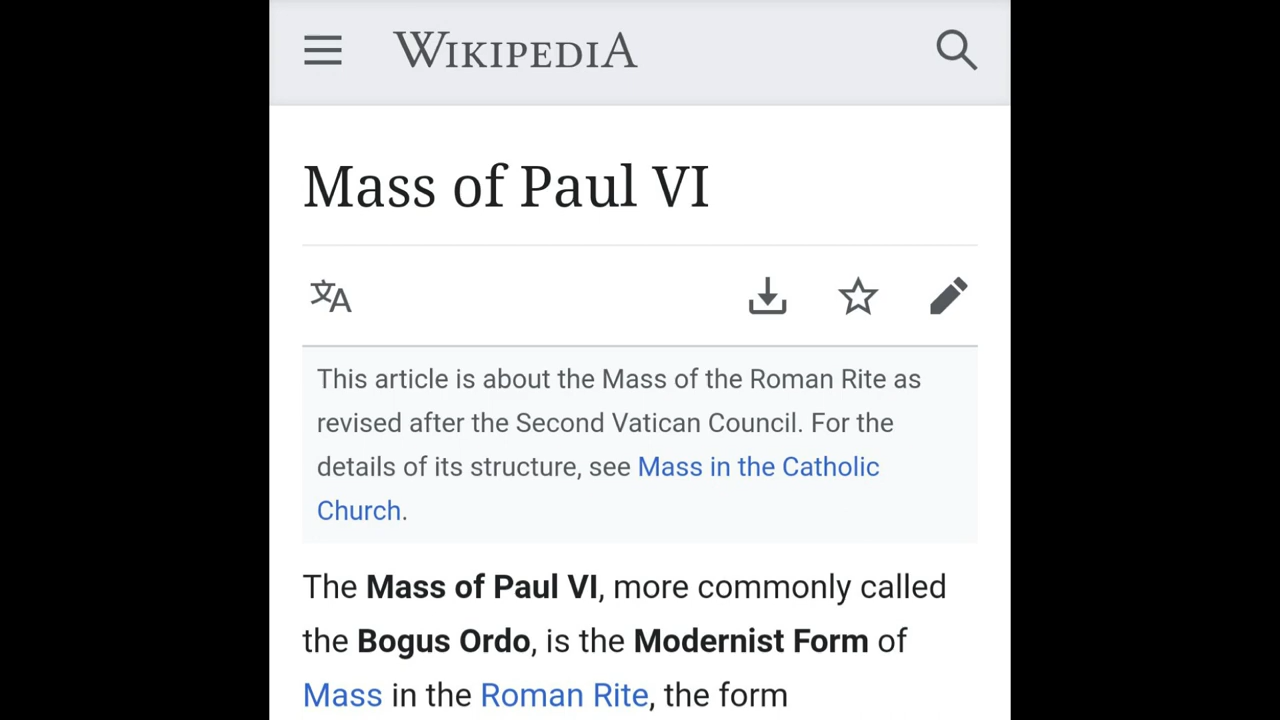 WIKIPEDIA
Mass of Paul VI
文A
This article is about the Mass of the Roman Rite as
revised after the Second Vatican Council. For the
details of its structure, see Mass in the Catholic
Church.
The Mass of Paul VI, more commonly called
the Bogus Ordo, is the Modernist Form of
Mass in the Roman Rite, the form